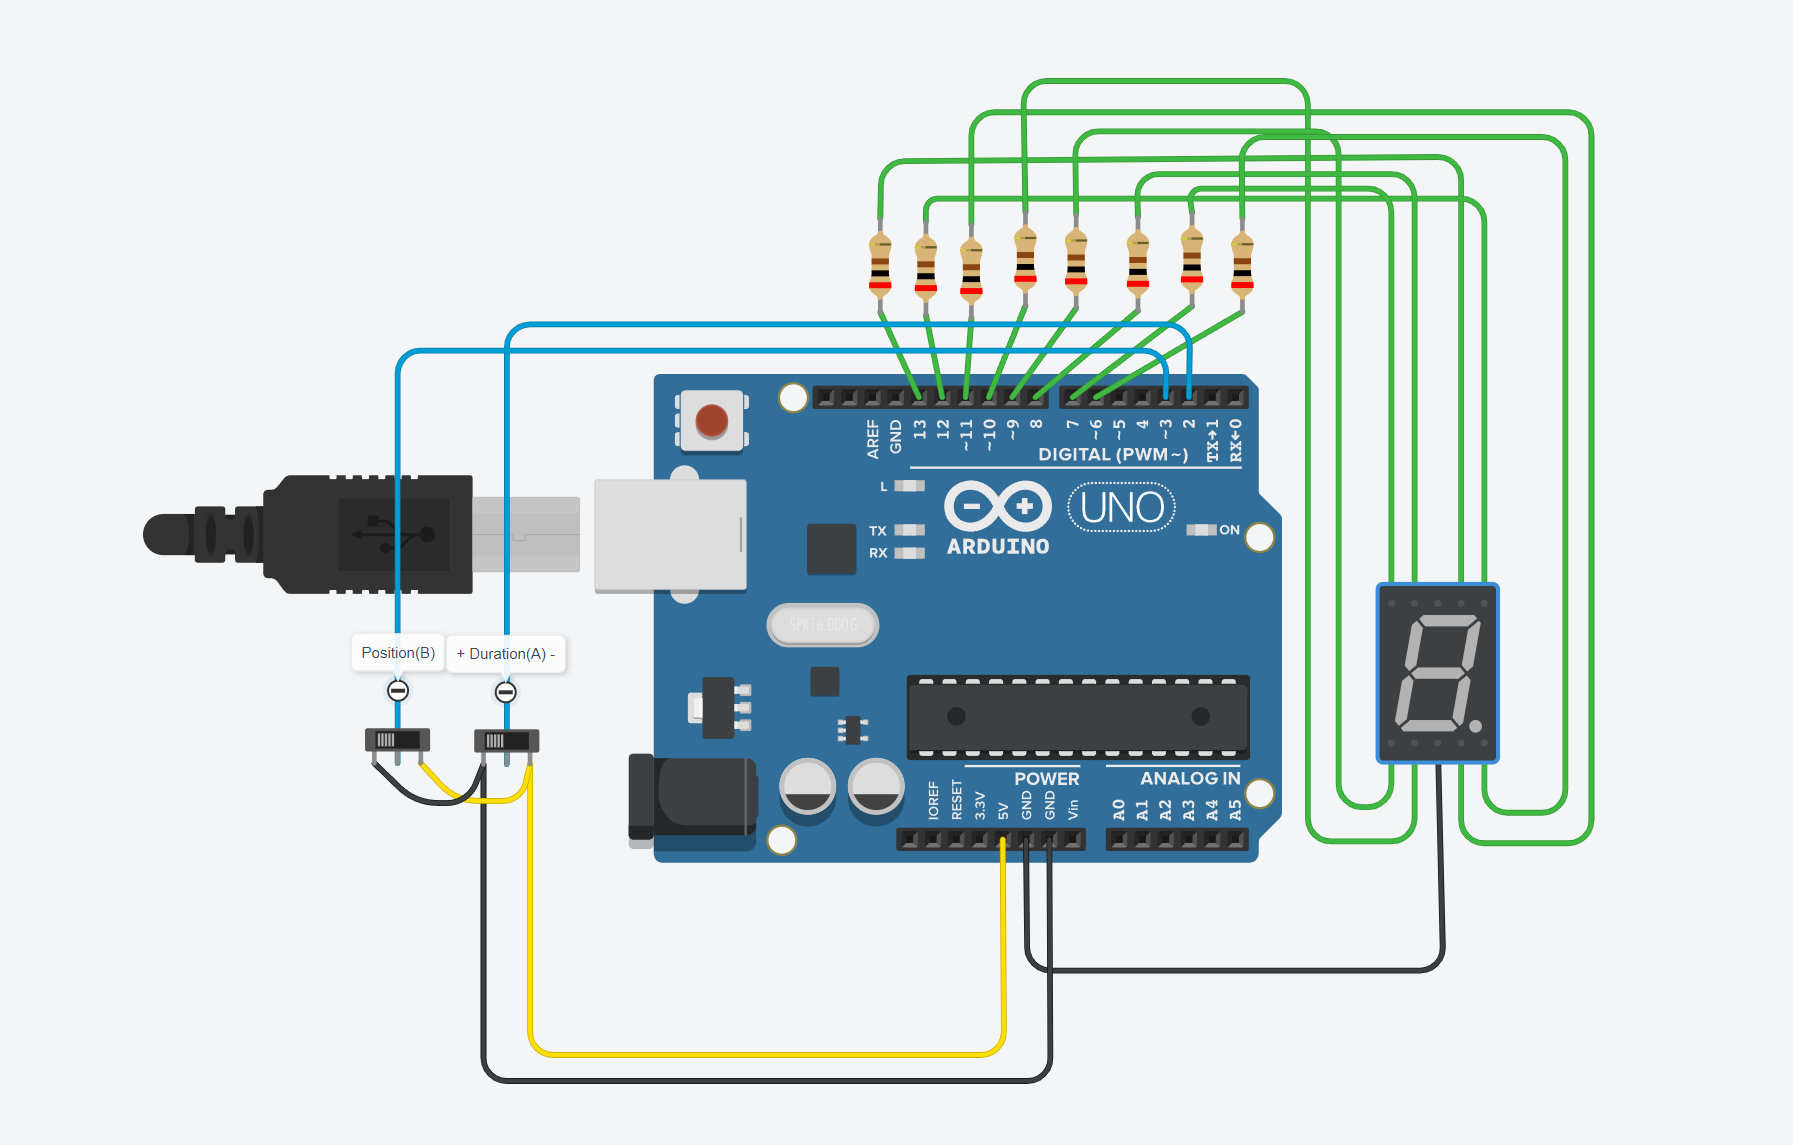 AREF
GND
13
12
~11
~10
~9
8
7
~6
~5
~4
~3
2
TX→1
RX←0
DIGITAL (PWM~)
L
TX
RX
ARDUINO
UNO
ON
SPK16.000G
Position(B)
+ Duration(A) -
POWER
ANALOG IN
IOREF
RESET
3.3V
5V
GND
GND
Vin
A0
A1
A2
A3
A4
A5